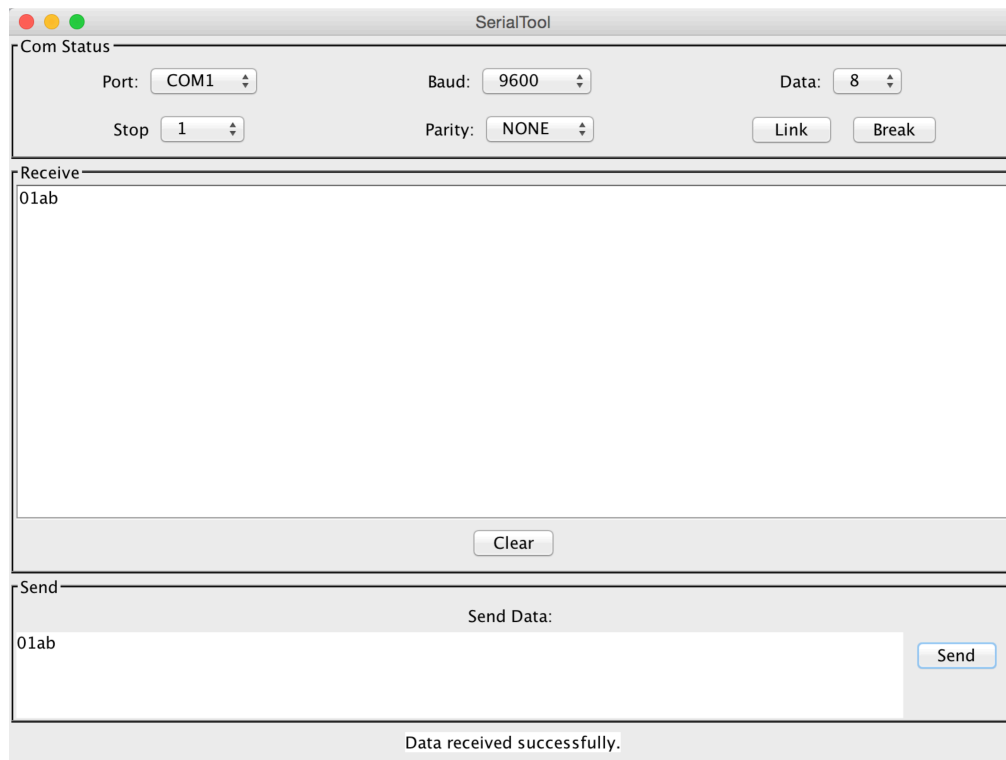 SerialTool
Com Status
Port: COM1 Baud: 9600 Data: 8
Stop 1 Parity: NONE Link Break
Receive
01ab
Clear
Send
Send Data:
01ab
Send
Data received successfully.